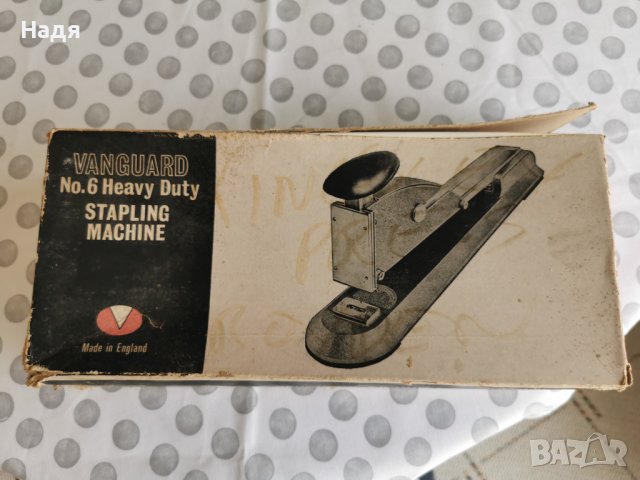 Надя
VANGUARD
No. 6 Heavy Duty
STAPLING
MACHINE
Made in England
BAZAR